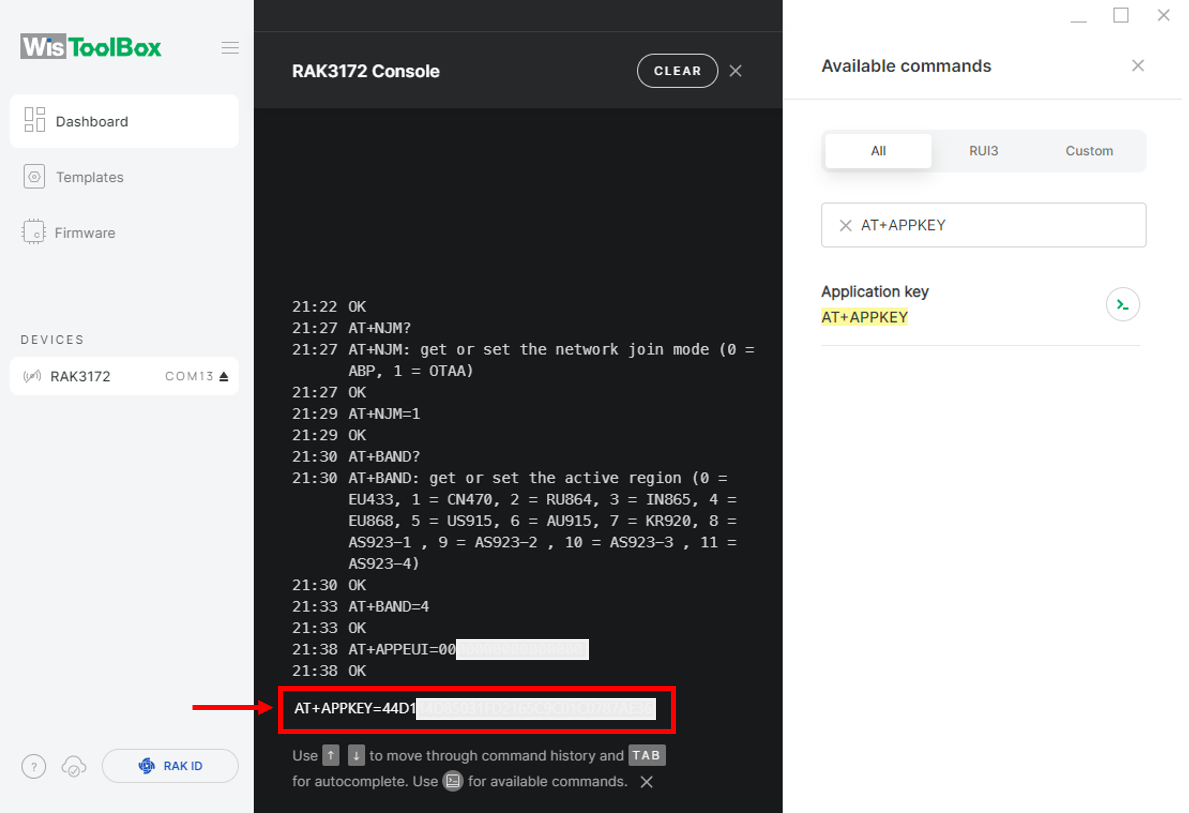 WisToolBox
Dashboard
Templates
Firmware
DEVICES
RAK3172 COM13
?
RAK ID
RAK3172 Console
CLEAR
21:22 OK
21:27 AT+NJM?
21:27 AT+NJM: get or set the network join mode (0 =
ABP, 1 = OTAA)
21:27 OK
21:29 AT+NJM=1
21:29 OK
21:30 AT+BAND?
21:30 AT+BAND: get or set the active region (0 =
EU433, 1 = CN470, 2 = RU864, 3 = IN865, 4 =
EU868, 5 = US915, 6 = AU915, 7 = KR920, 8 =
AS923-1 , 9 = AS923-2 , 10 = AS923-3 , 11 =
AS923-4)
21:30 OK
21:33 AT+BAND=4
21:33 OK
21:38 AT+APPEUI=00
21:38 OK
AT+APPKEY=44D1
Use ↑ ↓ to move through command history and TAB
for autocomplete. Use for available commands.
Available commands
All RUI3 Custom
AT+APPKEY
Application key
AT+APPKEY